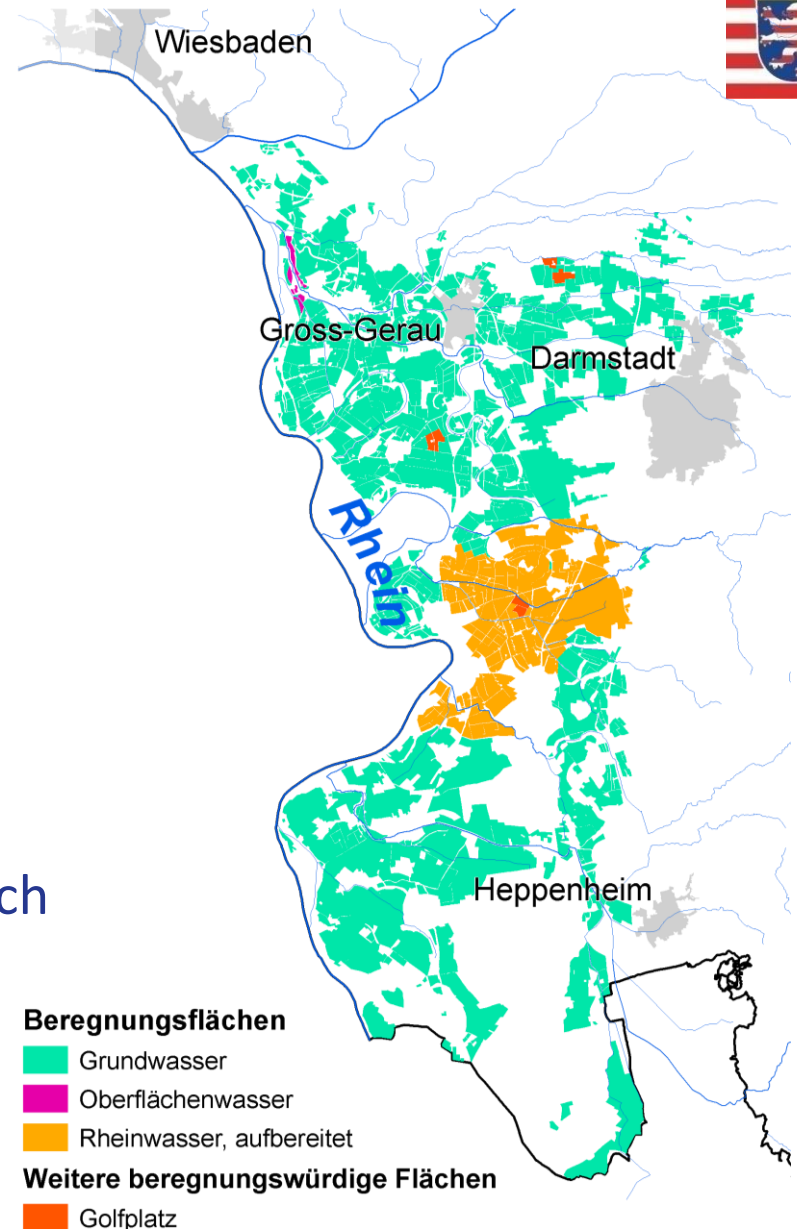 Wiesbaden
Gross-Gerau
Darmstadt
Rhein
ch
Heppenheim
Beregnungsflächen
Grundwasser
Oberflächenwasser
Rheinwasser, aufbereitet
Weitere beregnungswürdige Flächen
Golfplatz